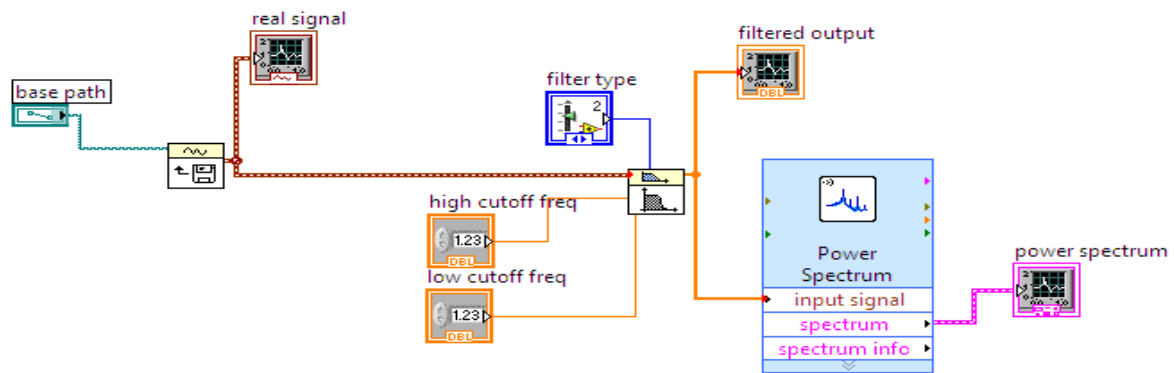 real signal
filtered output
base path
DBL
filter type
2
high cutoff freq
1.23
DBL
low cutoff freq
1.23
DBL
Power
Spectrum
input signal
spectrum
spectrum info
power spectrum